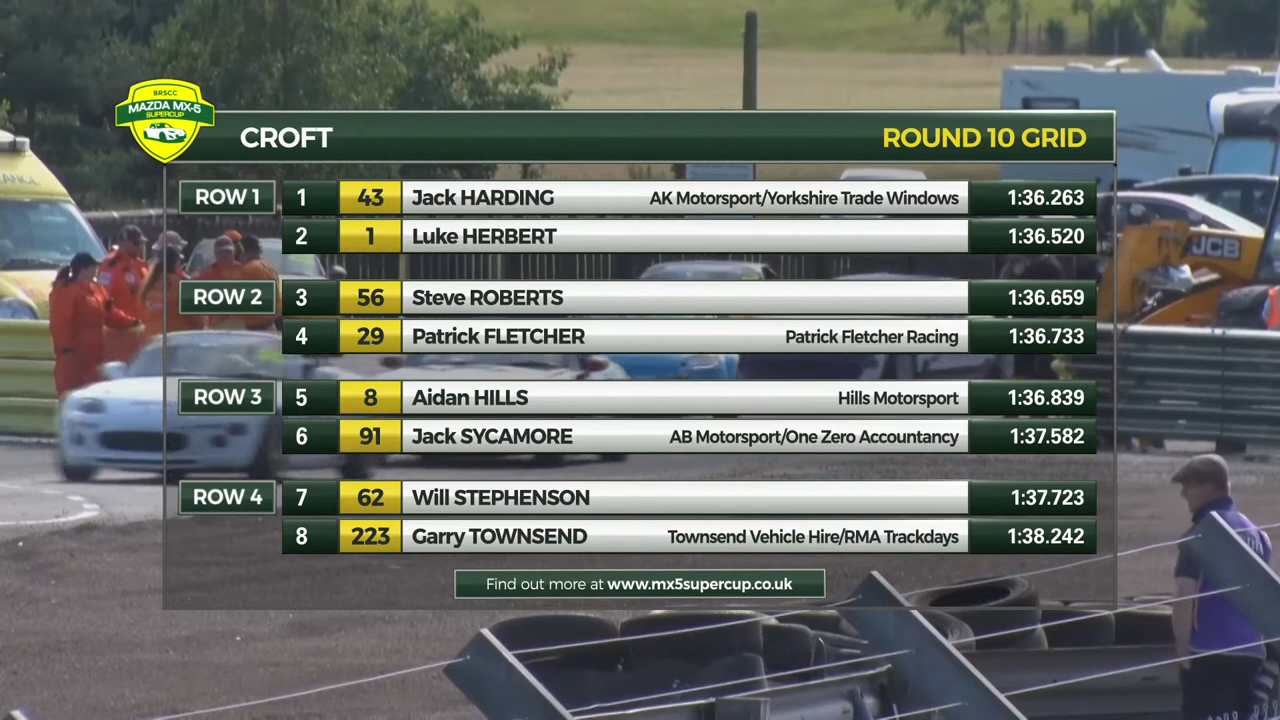 BRSCC
MAZDA MX-5
SUPERCUP
CROFT ROUND 10 GRID
ROW 1 1 43 Jack HARDING AK Motorsport/Yorkshire Trade Windows 1:36.263
2 1 Luke HERBERT 1:36.520
ROW 2 3 56 Steve ROBERTS 1:36.659
4 29 Patrick FLETCHER Patrick Fletcher Racing 1:36.733
ROW 3 5 8 Aidan HILLS Hills Motorsport 1:36.839
6 91 Jack SYCAMORE AB Motorsport/One Zero Accountancy 1:37.582
ROW 4 7 62 Will STEPHENSON 1:37.723
8 223 Garry TOWNSEND Townsend Vehicle Hire/RMA Trackdays 1:38.242
Find out more at www.mx5supercup.co.uk
JCB